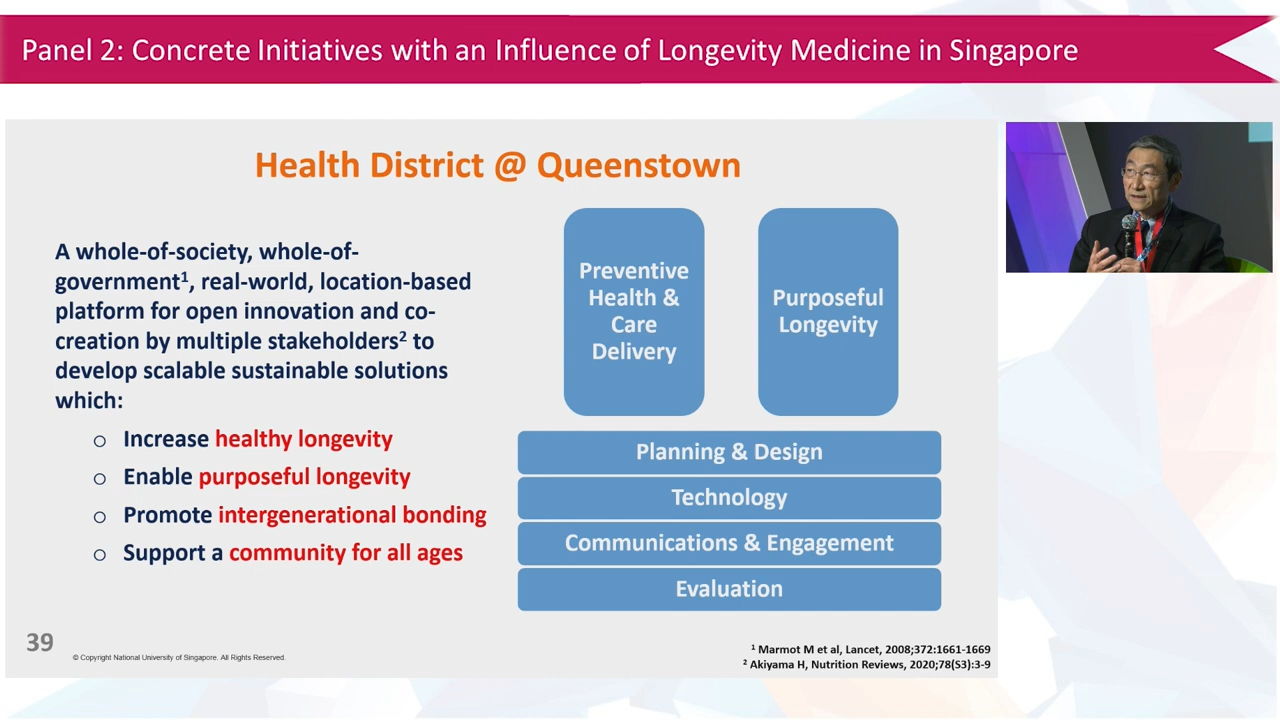 Panel 2: Concrete Initiatives with an Influence of Longevity Medicine in Singapore
Health District @ Queenstown
A whole-of-society, whole-of-
government¹, real-world, location-based
platform for open innovation and co-
creation by multiple stakeholders² to
develop scalable sustainable solutions
which:
o Increase healthy longevity
o Enable purposeful longevity
o Promote intergenerational bonding
o Support a community for all ages
Preventive
Health &
Care
Delivery
Purposeful
Longevity
Planning & Design
Technology
Communications & Engagement
Evaluation
39
© Copyright National University of Singapore. All Rights Reserved.
¹ Marmot M et al, Lancet, 2008;372:1661-1669
² Akiyama H, Nutrition Reviews, 2020;78(S3):3-9